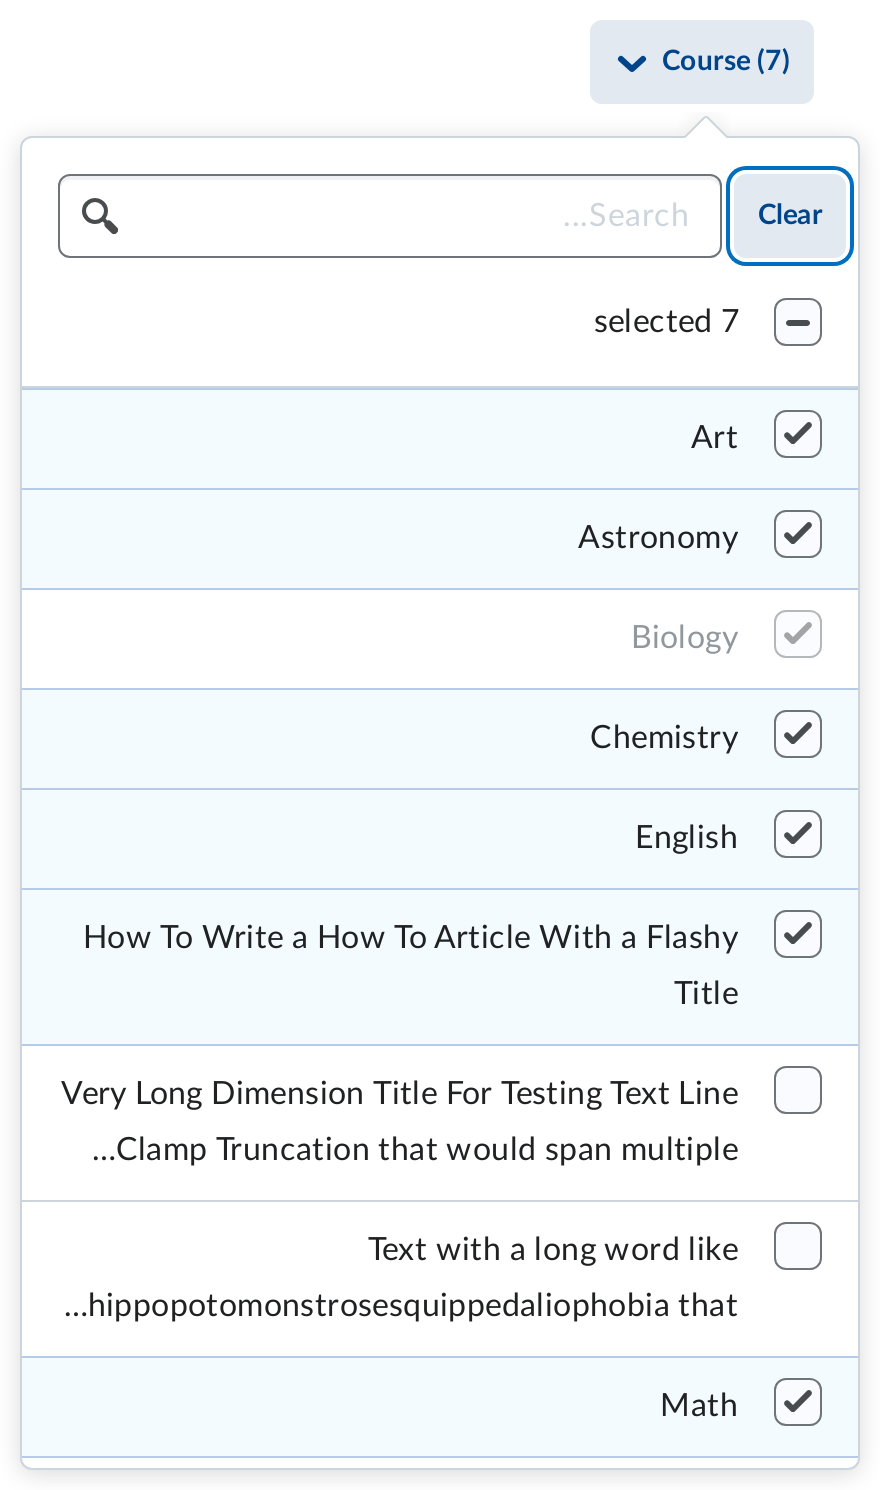 Course (7)
...Search
Clear
selected 7
Art
Astronomy
Biology
Chemistry
English
How To Write a How To Article With a Flashy
Title
Very Long Dimension Title For Testing Text Line
...Clamp Truncation that would span multiple
Text with a long word like
...hippopotomonstrosesquippedaliophobia that
Math